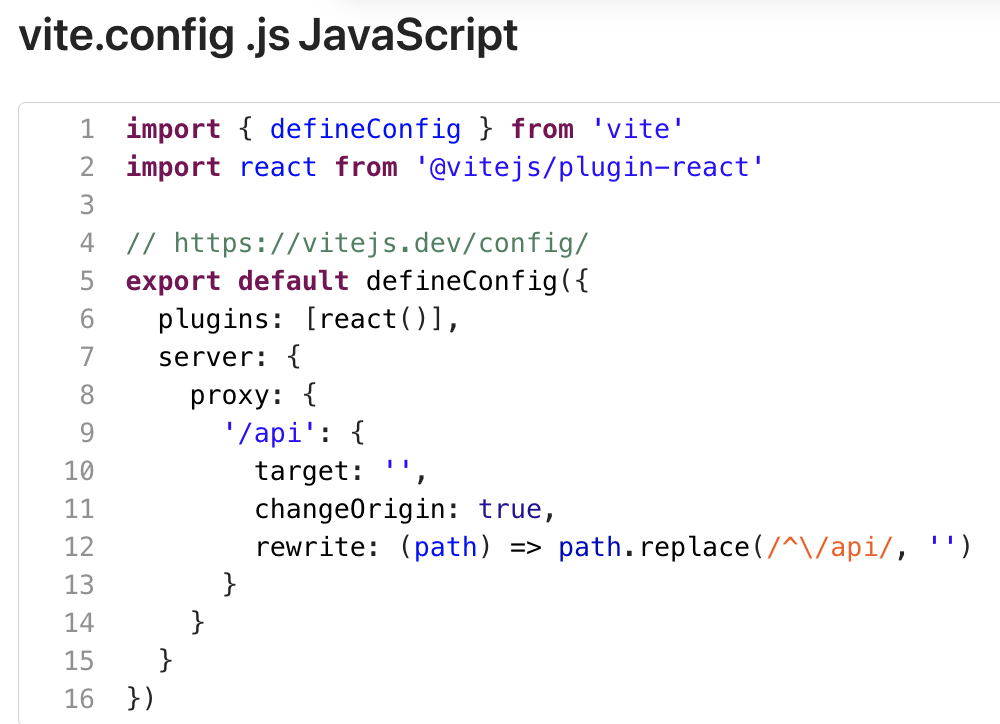 vite.config .js JavaScript
1 import { defineConfig } from 'vite'
2 import react from '@vitejs/plugin-react'
3
4 // https://vitejs.dev/config/
5 export default defineConfig({
6   plugins: [react()],
7   server: {
8     proxy: {
9       '/api': {
10         target: '',
11         changeOrigin: true,
12         rewrite: (path) => path.replace(/^\/api/, '')
13       }
14     }
15   }
16 })